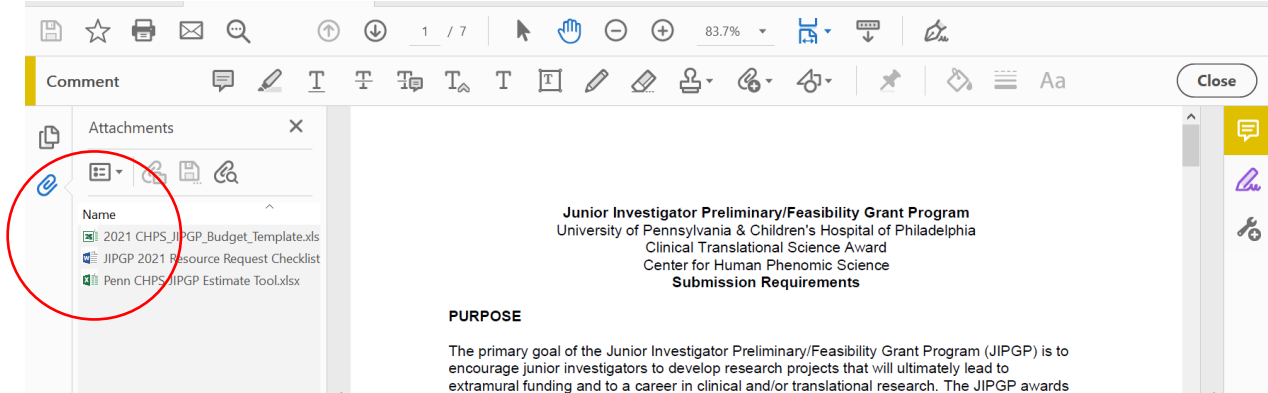 1 / 7
83.7%
Comment
T T T T T T
Aa
Close
Attachments
Name
2021 CHPS_JIPGP_Budget_Template.xls
JIPGP 2021 Resource Request Checklist
Penn CHPS JIPGP Estimate Tool.xlsx
Junior Investigator Preliminary/Feasibility Grant Program
University of Pennsylvania & Children's Hospital of Philadelphia
Clinical Translational Science Award
Center for Human Phenomic Science
Submission Requirements
PURPOSE
The primary goal of the Junior Investigator Preliminary/Feasibility Grant Program (JIPGP) is to
encourage junior investigators to develop research projects that will ultimately lead to
extramural funding and to a career in clinical and/or translational research. The JIPGP awards